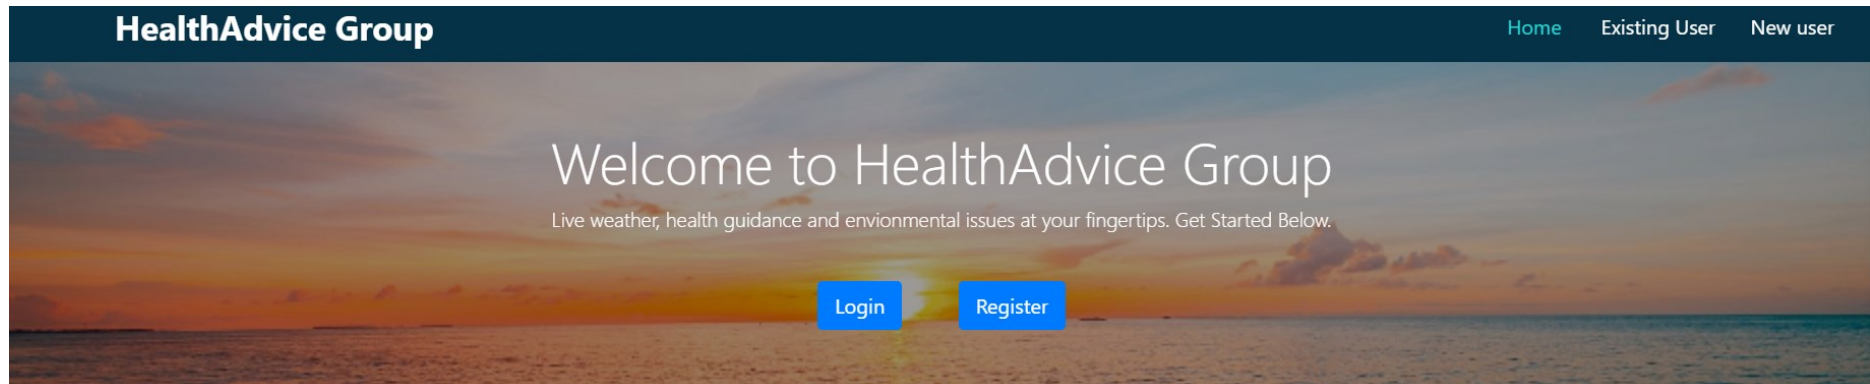 HealthAdvice Group
Home
Existing User
New user
Welcome to HealthAdvice Group
Live weather, health guidance and envionmental issues at your fingertips. Get Started Below.
Login
Register